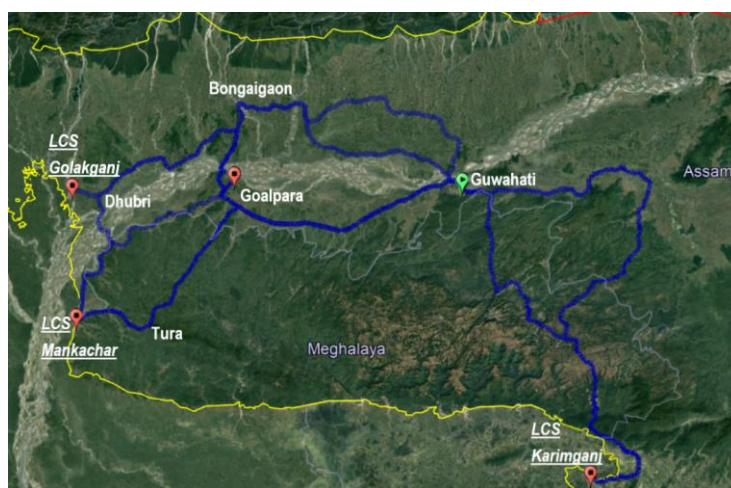 Bongaigaon
LCS
Golakganj
Dhubri
Goalpara
Guwahati
Assam
LCS
Mankachar
Tura
Meghalaya
LCS
Karimganj